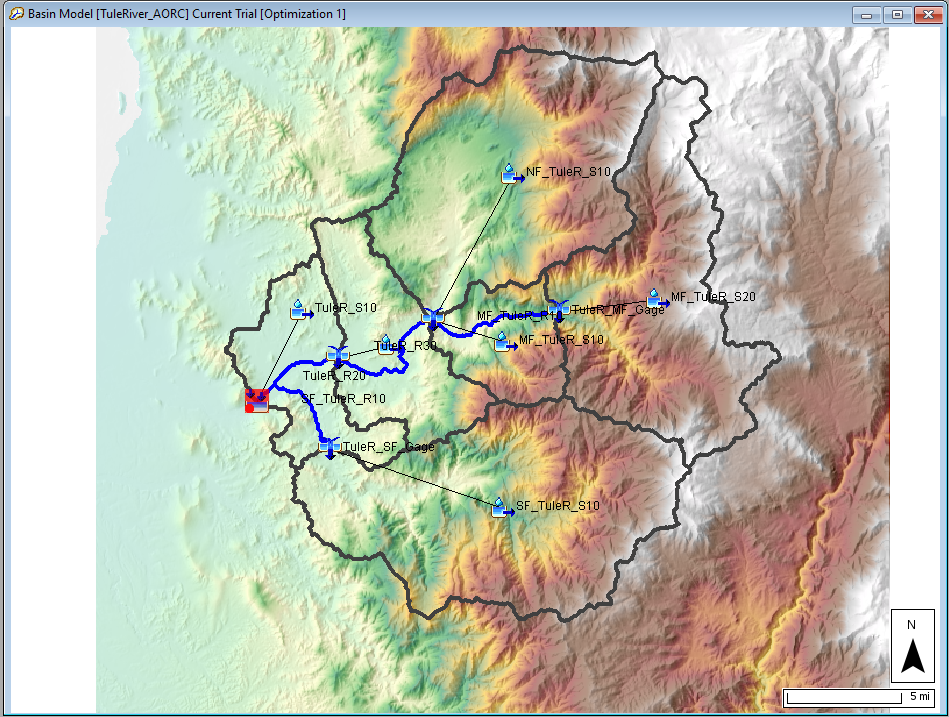 Basin Model [TuleRiver_AORC] Current Trial [Optimization 1]
NF_TuleR_S10
MF_TuleR_S20
TuleR_S10
TuleR_MF_Gage
MF_TuleR_R1
MF_TuleR_S10
TuleR_R30
TuleR_R20
SF_TuleR_R10
TuleR_SF_Gage
SF_TuleR_S10
N
5 mi